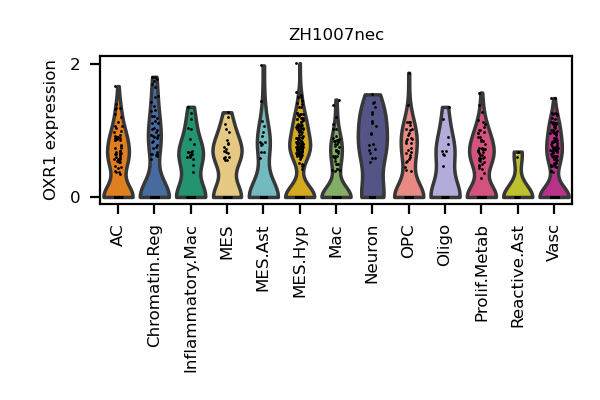 ZH1007nec
OXR1 expression
2
0
AC
Chromatin.Reg
Inflammatory.Mac
MES
MES.Ast
MES.Hyp
Mac
Neuron
OPC
Oligo
Prolif.Metab
Reactive.Ast
Vasc